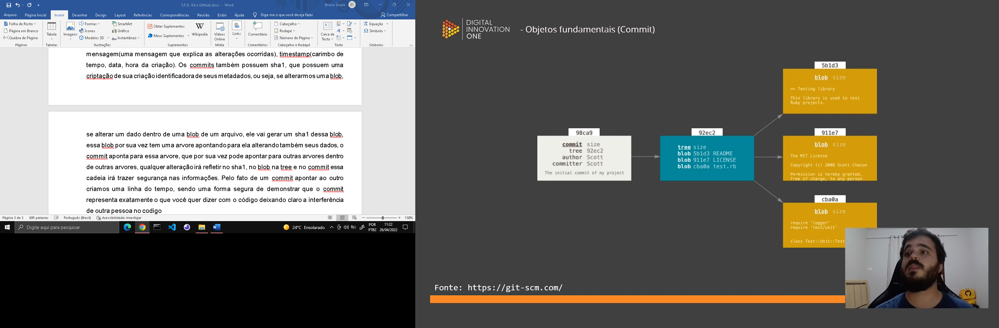 S.F.D. Git e GitHub.docx - Word
Bruno Souza BS
Arquivo Página Inicial Inserir Desenhar Design Layout Referências Correspondências Revisão Exibir Ajuda Diga-me o que você deseja fazer Compartilhar
Folha de Rosto
Página em Branco
Quebra de Página
Páginas
Tabela
Tabelas
Imagens
Formas
Ícones
Modelos 3D
SmartArt
Gráfico
Instantâneo
Ilustrações
Obter Suplementos
Meus Suplementos
W
Wikipedia
Suplementos
Vídeos
Online
Mídia
Links
Comentário
Comentários
Cabeçalho
Rodapé
Número de Página
Cabeçalho e Rodapé
Caixa de
Texto
Texto
π Equação
Ω Símbolo
Símbolos
mensagem(uma mensagem que explica as alterações ocorridas), timestamp(carimbo de
tempo, data, hora da criação). Os commits também possuem sha1, que possuem uma
criptação de sua criação identificadora de seus metadados, ou seja, se alterarmos uma blob,
se alterar um dado dentro de uma blob de um arquivo, ele vai gerar um sha1 dessa blob,
essa blob por sua vez tem uma arvore apontando para ela alterando também seus dados, o
commit aponta para essa arvore, que por sua vez pode apontar para outras arvores dentro
de outras arvores, qualquer alteração irá refletir no sha1, no blob na tree e no commit essa
cadeia irá trazer segurança nas informações. Pelo fato de um commit apontar ao outro
criamos uma linha do tempo, sendo uma forma segura de demonstrar que o commit
representa exatamente o que você quer dizer com o código deixando claro a interferência
de outra pessoa no codigo
Página 3 de 3 695 palavras Português (Brasil) Acessibilidade: investigar 130%
Digite aqui para pesquisar
24°C Ensolarado
POR
PTB2
11:22
26/04/2022
DIGITAL
INNOVATION
ONE
- Objetos fundamentais (Commit)
98ca9
commit size
tree 92ec2
author Scott
committer Scott
The initial commit of my project
92ec2
tree size
blob 5b1d3 README
blob 911e7 LICENSE
blob cba0a test.rb
5b1d3
blob size
== Testing library
This library is used to test
Ruby projects.
911e7
blob size
The MIT License
Copyright (c) 2008 Scott Chacon
Permission is hereby granted,
free of charge, to any person
cba0a
blob size
require 'logger'
require 'test/unit'
class Test::Unit::Test
Fonte: https://git-scm.com/